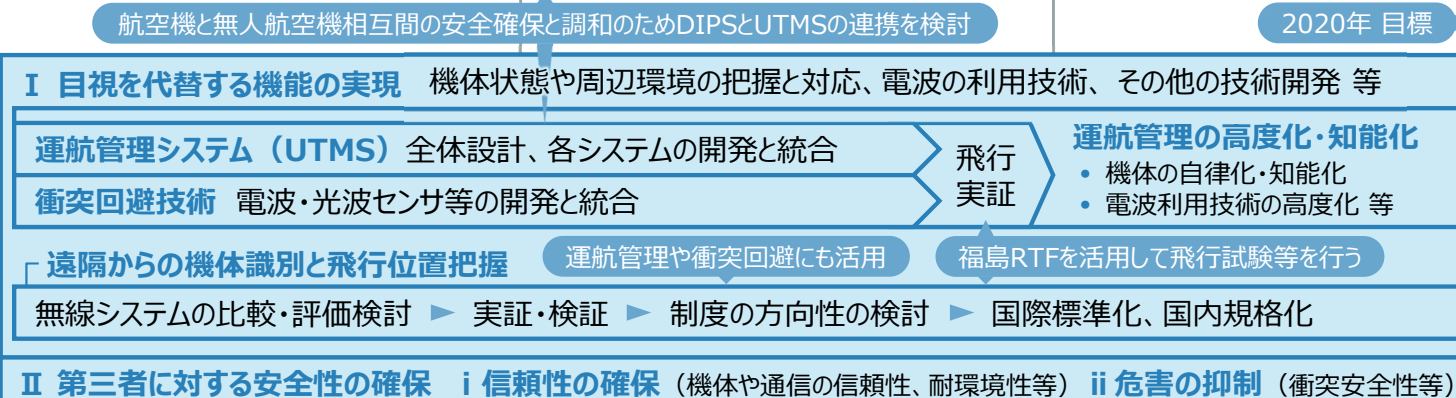 航空機と無人航空機相互間の安全確保と調和のためDIPSとUTMSの連携を検討
2020年 目標
Ⅰ 目視を代替する機能の実現 機体状態や周辺環境の把握と対応、電波の利用技術、その他の技術開発 等
運航管理システム（UTMS）全体設計、各システムの開発と統合
衝突回避技術 電波・光波センサ等の開発と統合
飛行
実証
運航管理の高度化・知能化
• 機体の自律化・知能化
• 電波利用技術の高度化 等
遠隔からの機体識別と飛行位置把握
運航管理や衝突回避にも活用
福島RTFを活用して飛行試験等を行う
無線システムの比較・評価検討 ► 実証・検証 ► 制度の方向性の検討 ► 国際標準化、国内規格化
Ⅱ 第三者に対する安全性の確保 ⅰ 信頼性の確保（機体や通信の信頼性、耐環境性等）ⅱ 危害の抑制（衝突安全性等）